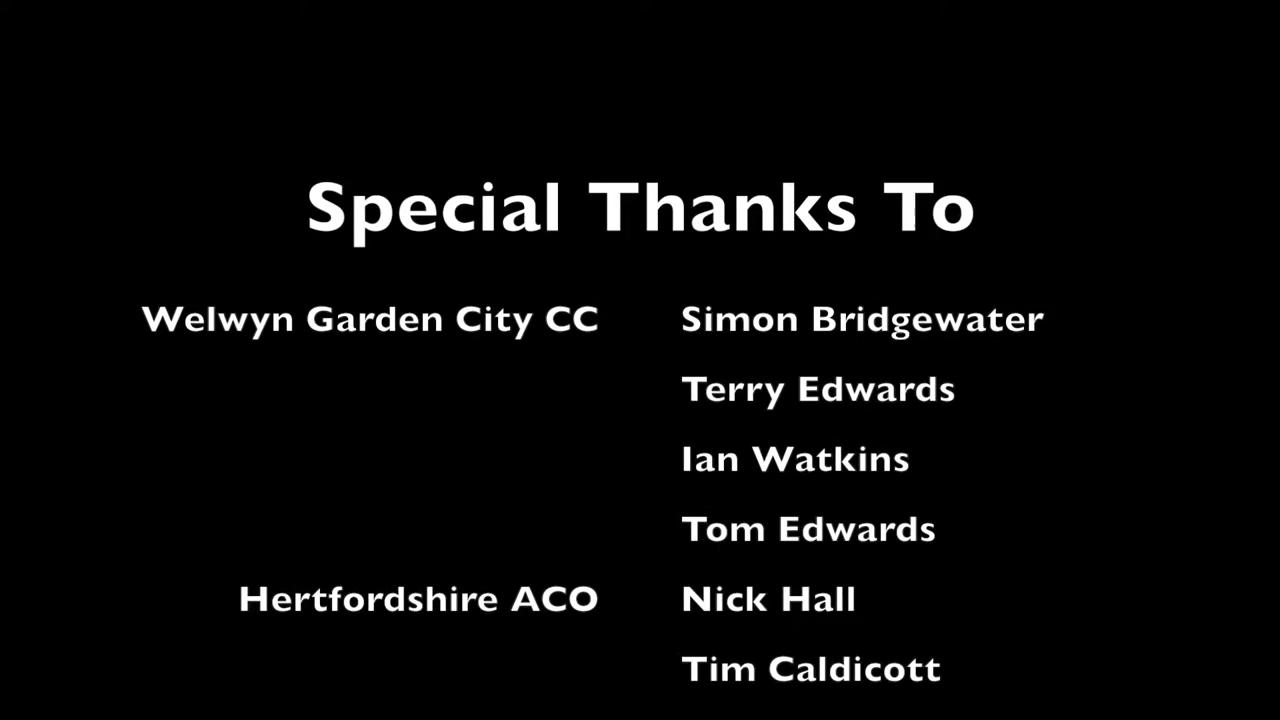 Special Thanks To
Welwyn Garden City CC Simon Bridgewater
Terry Edwards
Ian Watkins
Tom Edwards
Hertfordshire ACO Nick Hall
Tim Caldicott